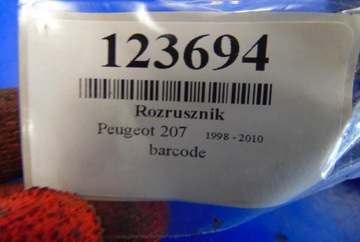 123694
Rozrusznik
Peugeot 207 1998 - 2010
barcode